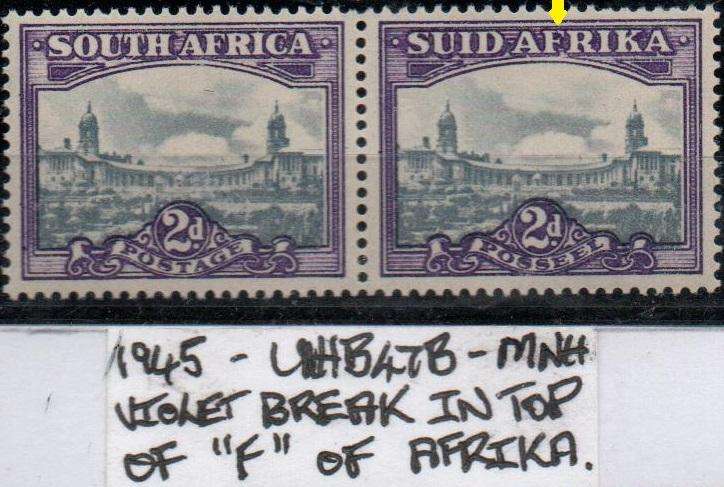 SOUTH AFRICA
SUID-AFRIKA
2d
POSTAGE
2d
POSSEEL
1945 - UHB47B - MNH
VIOLET BREAK IN TOP
OF "F" OF AFRIKA.